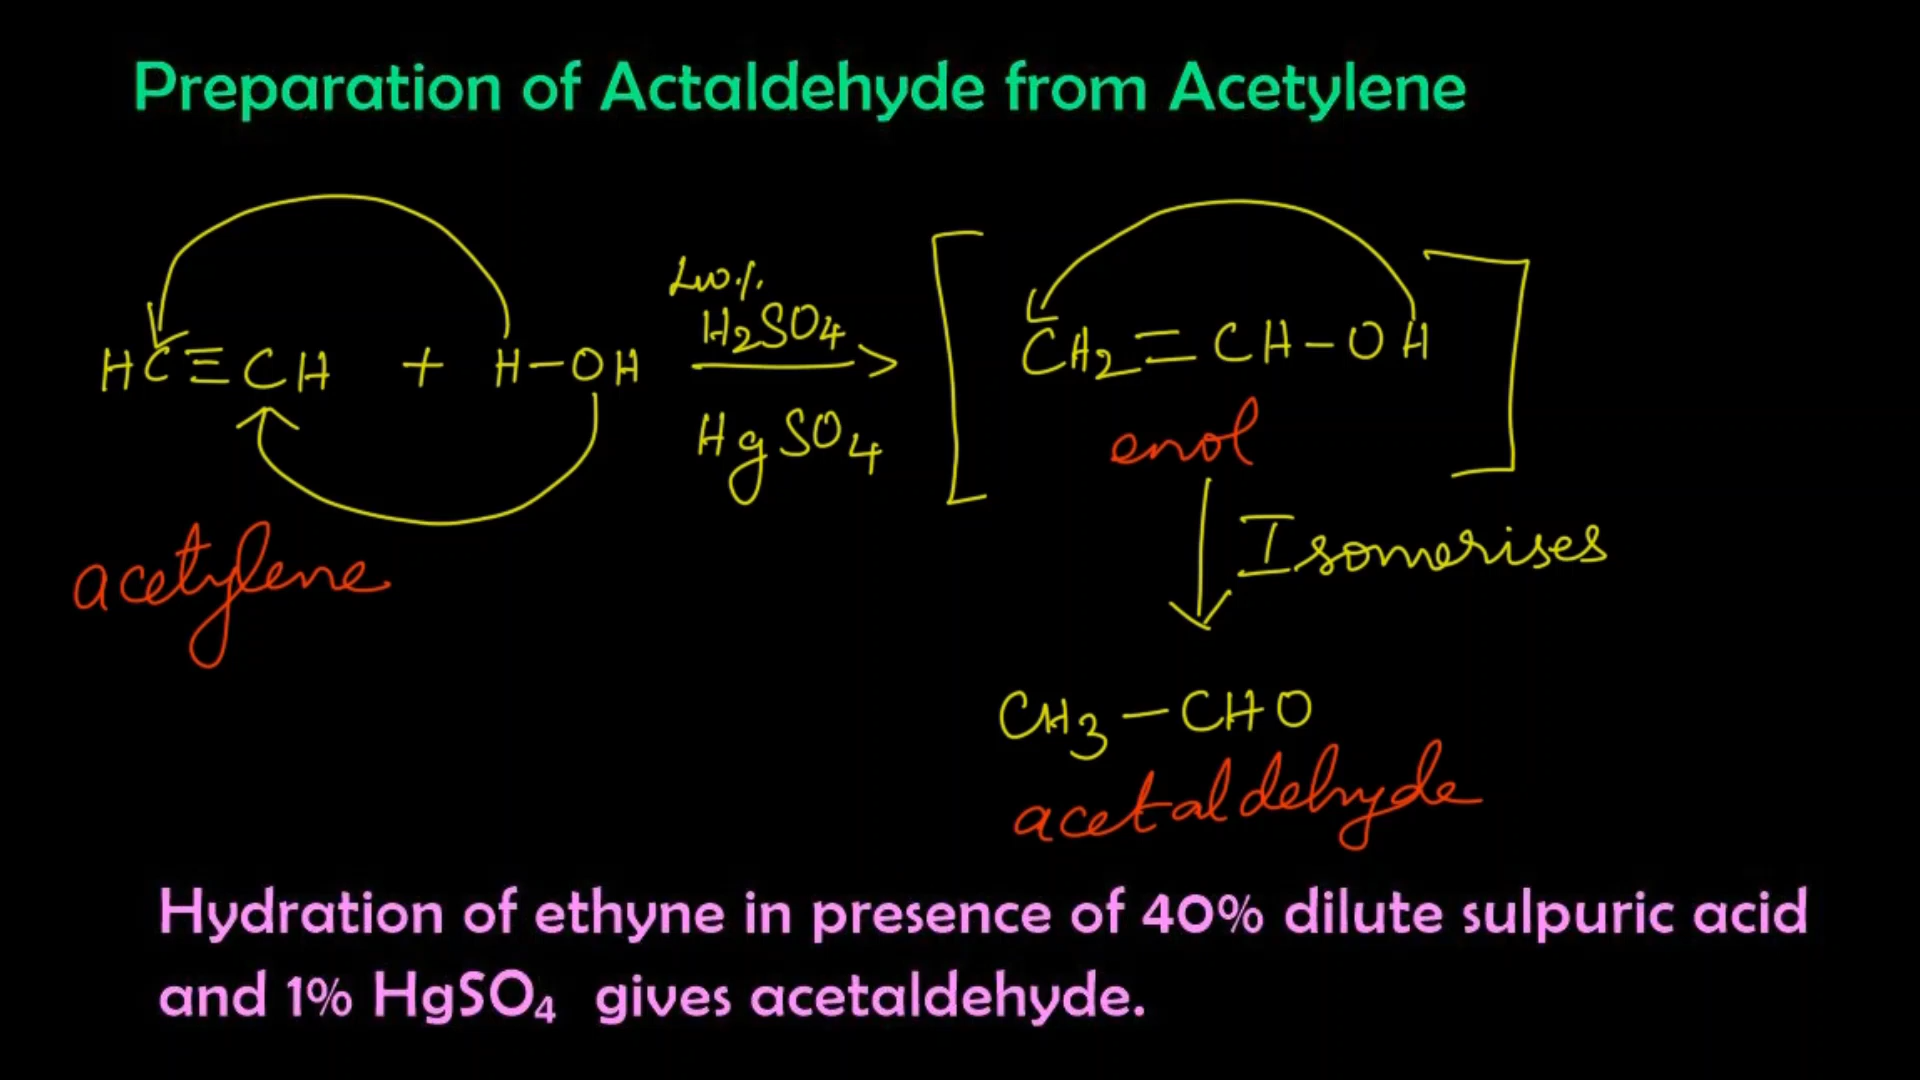 Preparation of Actaldehyde from Acetylene
HC≡CH + H-OH
H2SO4
HgSO4
CH2=CH-OH
enol
acetylene
Isomerises
CH3-CHO
acetaldehyde
Hydration of ethyne in presence of 40% dilute sulpuric acid
and 1% HgSO4 gives acetaldehyde.